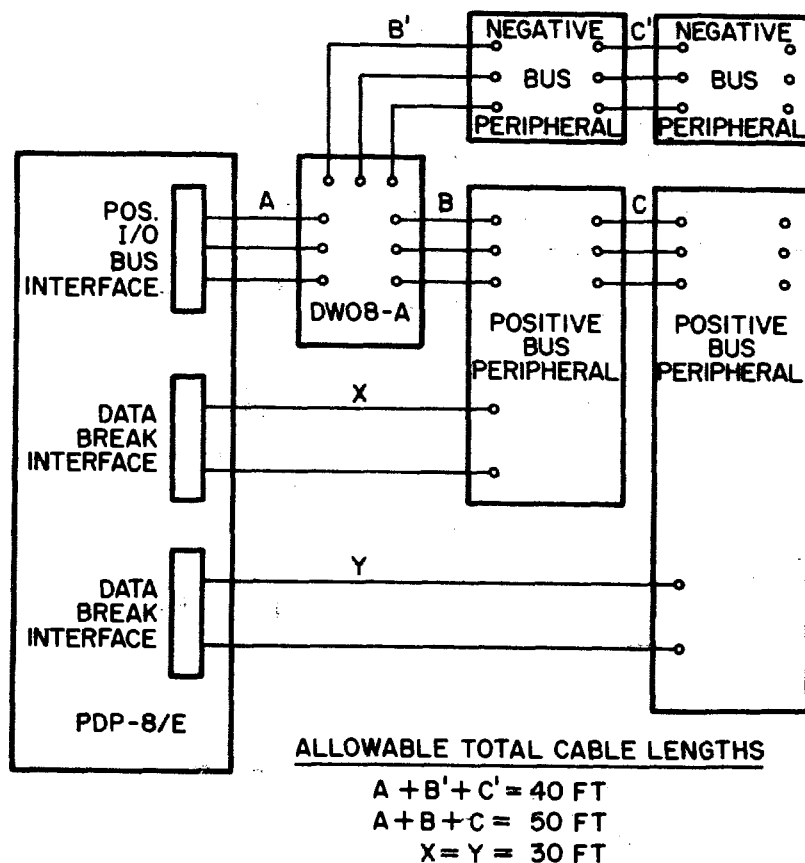 B'
NEGATIVE
BUS
PERIPHERAL
C'
NEGATIVE
BUS
PERIPHERAL
POS.
I/O
BUS
INTERFACE
A
DW08-A
B
POSITIVE
BUS
PERIPHERAL
C
POSITIVE
BUS
PERIPHERAL
DATA
BREAK
INTERFACE
X
DATA
BREAK
INTERFACE
Y
PDP-8/E
ALLOWABLE TOTAL CABLE LENGTHS
A + B' + C' = 40 FT
A + B + C = 50 FT
X = Y = 30 FT